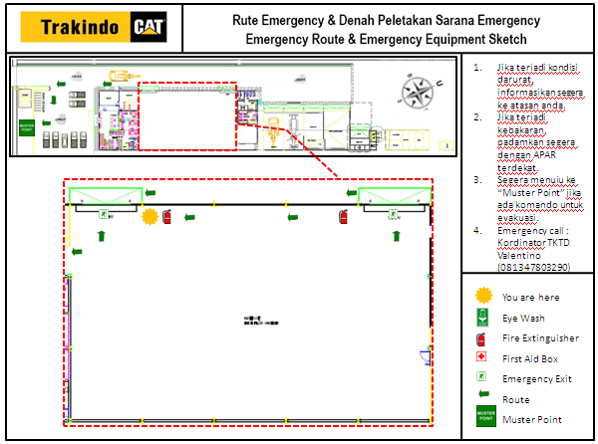 Trakindo CAT
Rute Emergency & Denah Peletakan Sarana Emergency
Emergency Route & Emergency Equipment Sketch
MUSTER
POINT
1. Jika terjadi kondisi
darurat,
informasikan segera
ke atasan anda.
2. Jika terjadi
kebakaran,
padamkan segera
dengan APAR
terdekat.
3. Segera menuju ke
“Muster Point” jika
ada komando untuk
evakuasi.
4. Emergency call :
Kordinator TKTD
Valentino
(081347803290)
You are here
Eye Wash
Fire Extinguisher
First Aid Box
Emergency Exit
Route
MUSTER
POINT
Muster Point